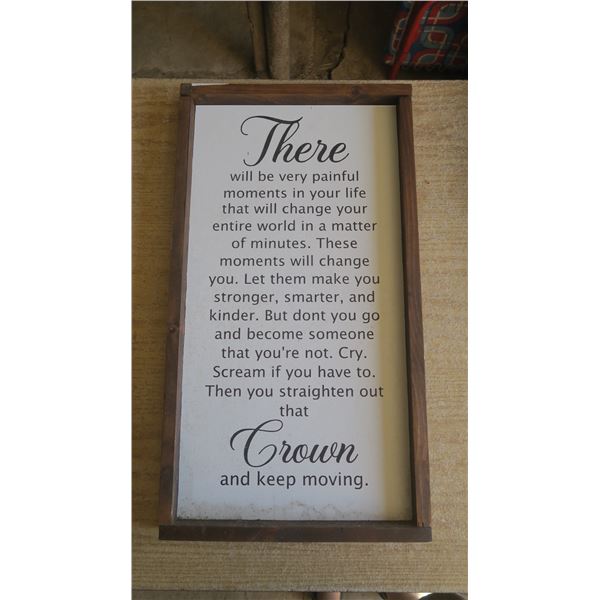 There
will be very painful
moments in your life
that will change your
entire world in a matter
of minutes. These
moments will change
you. Let them make you
stronger, smarter, and
kinder. But dont you go
and become someone
that you're not. Cry.
Scream if you have to.
Then you straighten out
that
Crown
and keep moving.